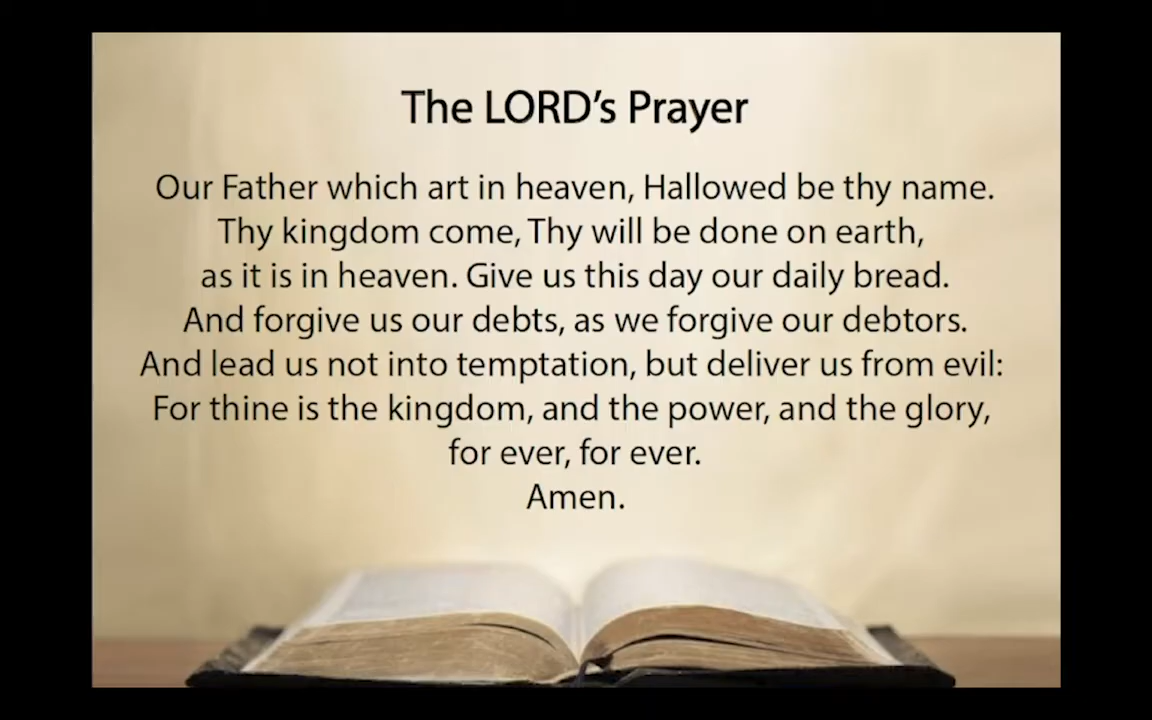 The LORD's Prayer
Our Father which art in heaven, Hallowed be thy name.
Thy kingdom come, Thy will be done on earth,
as it is in heaven. Give us this day our daily bread.
And forgive us our debts, as we forgive our debtors.
And lead us not into temptation, but deliver us from evil:
For thine is the kingdom, and the power, and the glory,
for ever, for ever.
Amen.